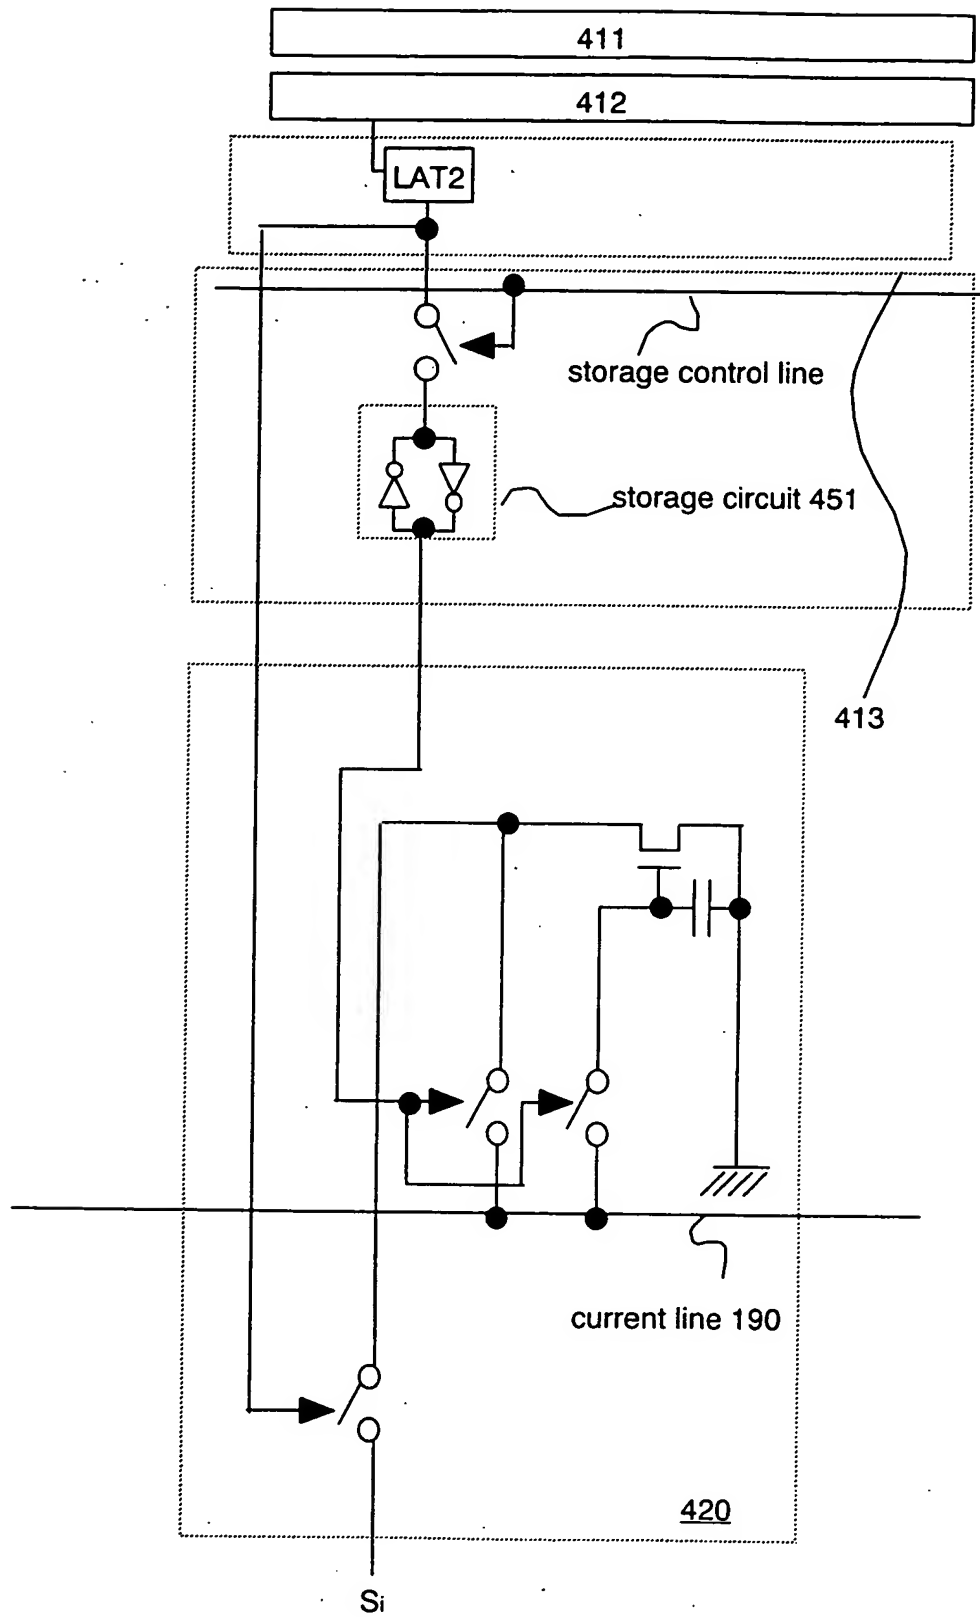 411
412
LAT2
storage control line
storage circuit 451
413
current line 190
420
Si